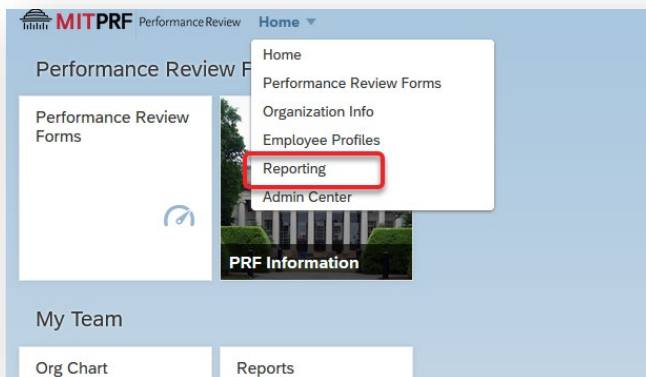 MITPRF Performance Review Home
Performance Review F
Home
Performance Review Forms
Organization Info
Employee Profiles
Reporting
Admin Center
Performance Review
Forms
PRF Information
My Team
Org Chart
Reports